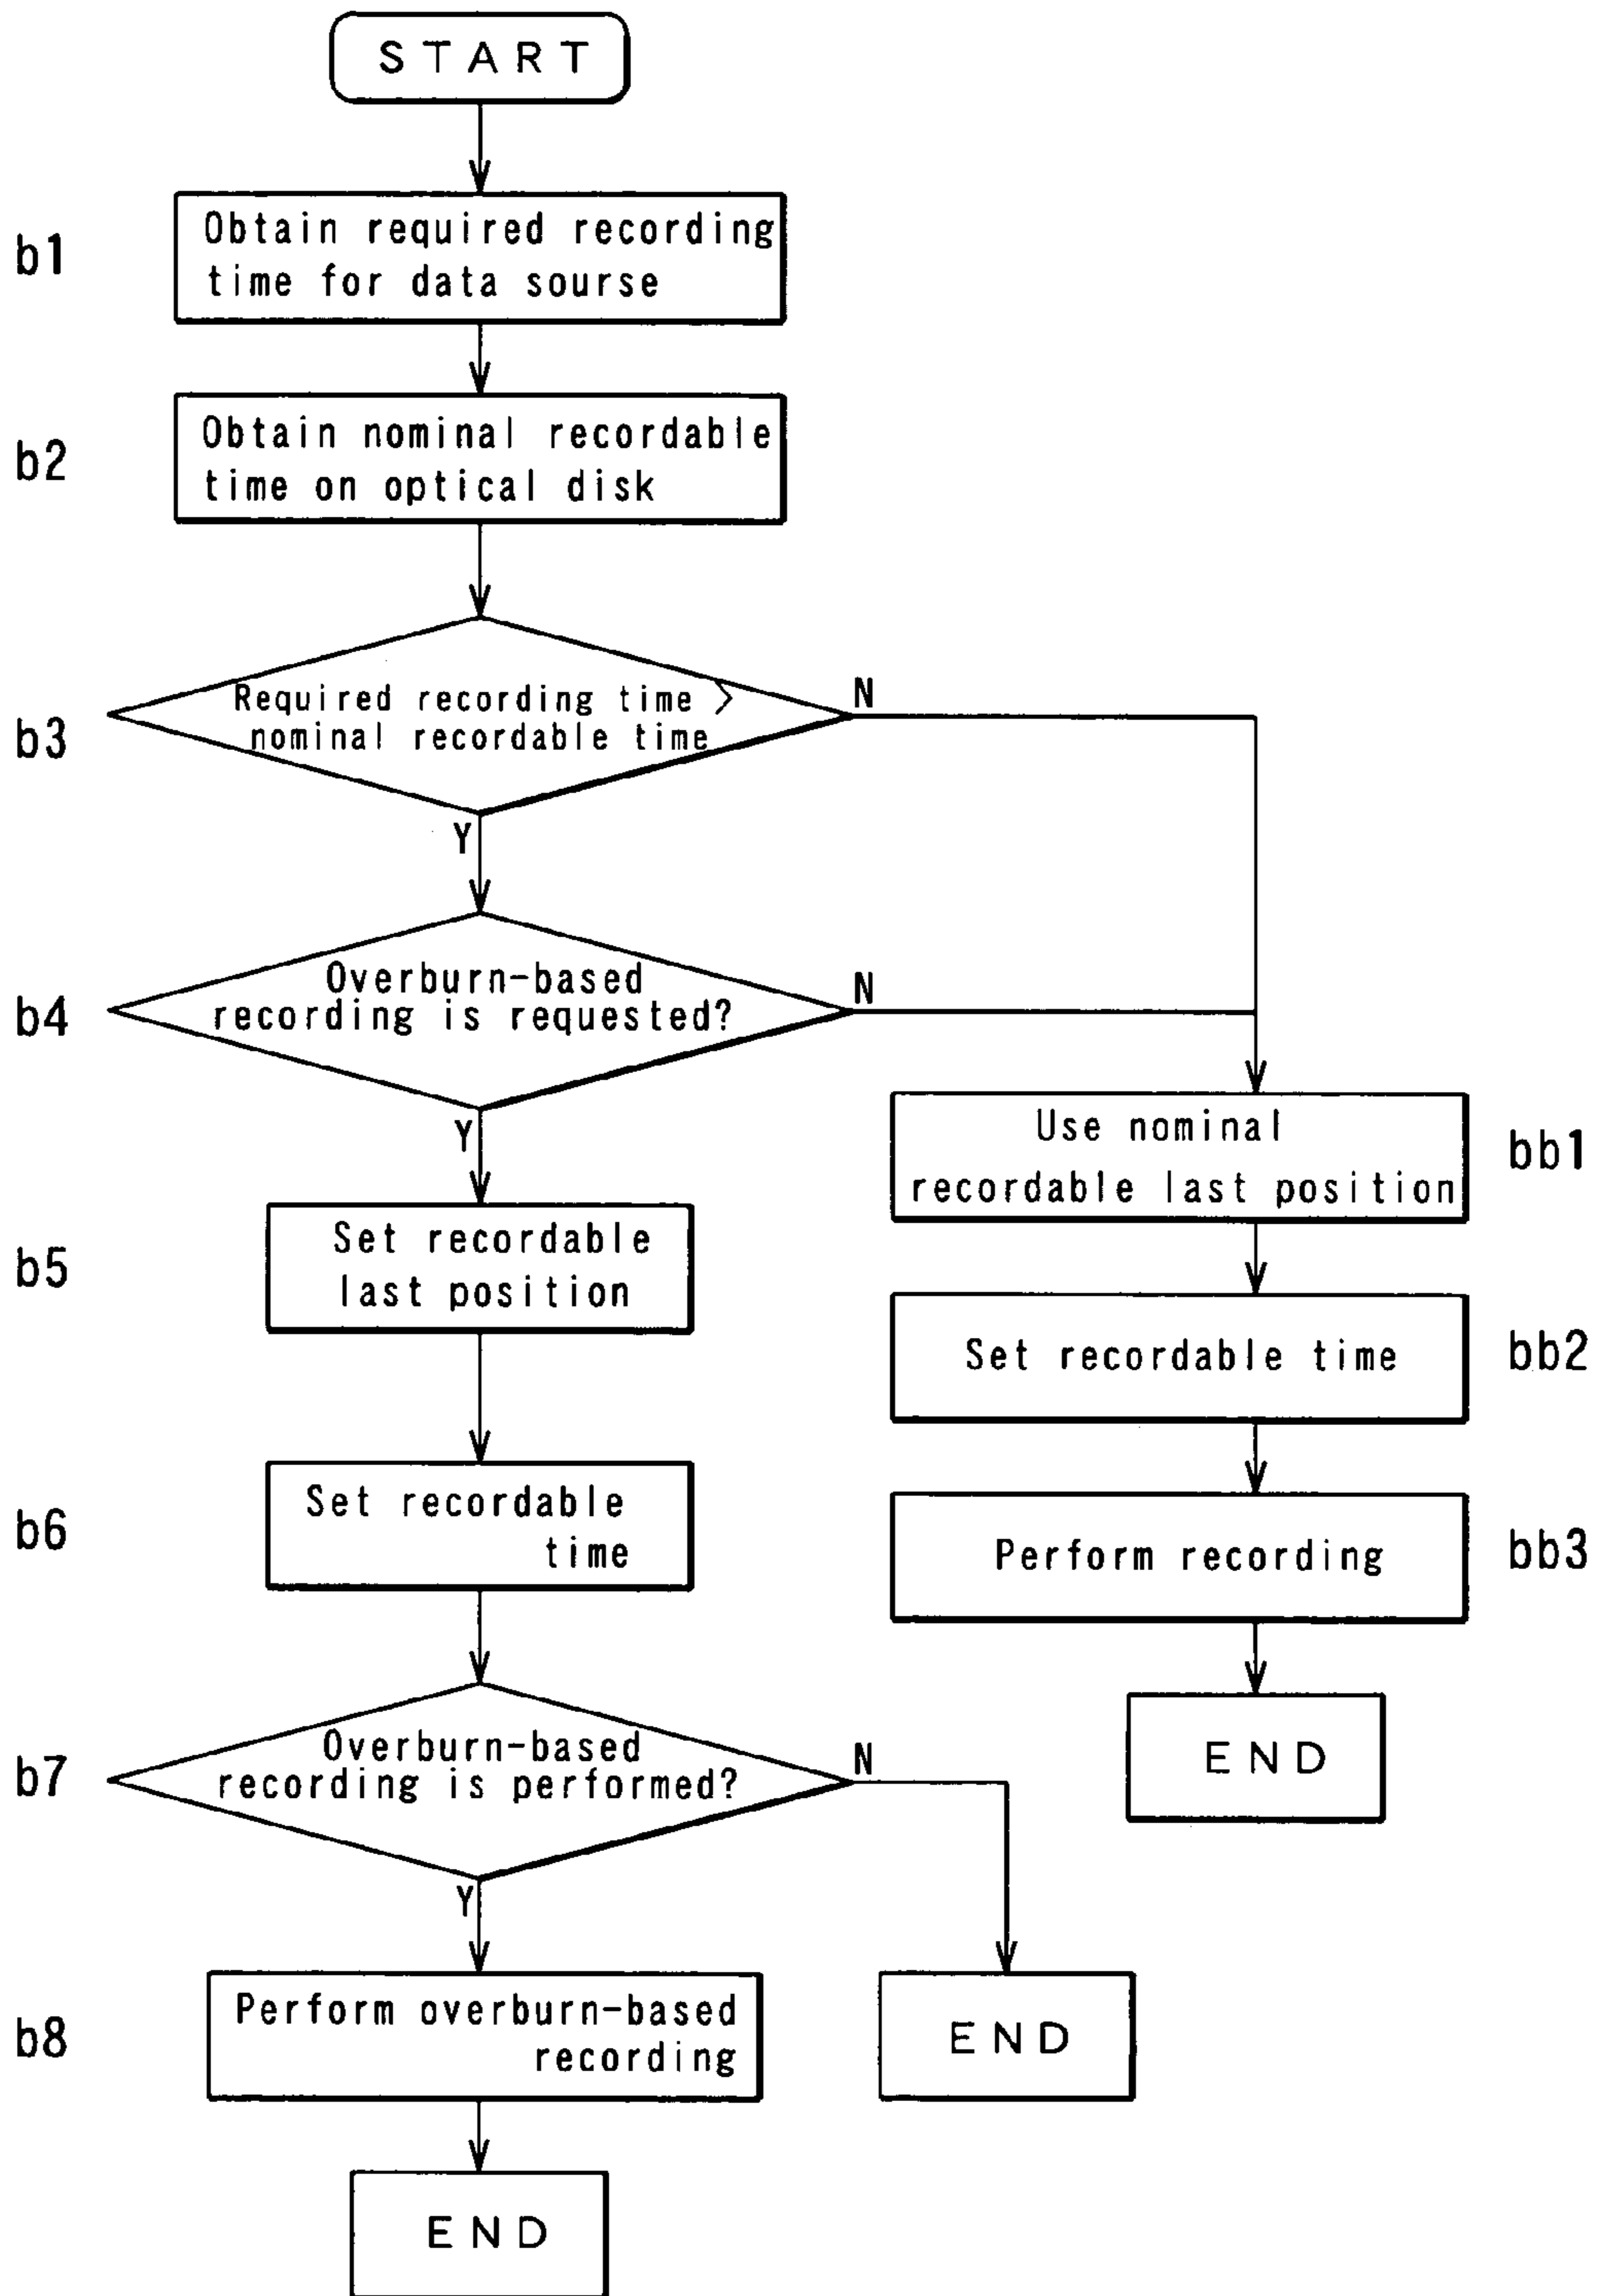 START
b1
Obtain required recording
time for data sourse
b2
Obtain nominal recordable
time on optical disk
b3
Required recording time >
nominal recordable time
N
Y
b4
Overburn-based
recording is requested?
N
Y
Use nominal
recordable last position
bb1
b5
Set recordable
last position
Set recordable time
bb2
b6
Set recordable
time
Perform recording
bb3
END
b7
Overburn-based
recording is performed?
N
Y
b8
Perform overburn-based
recording
END
END